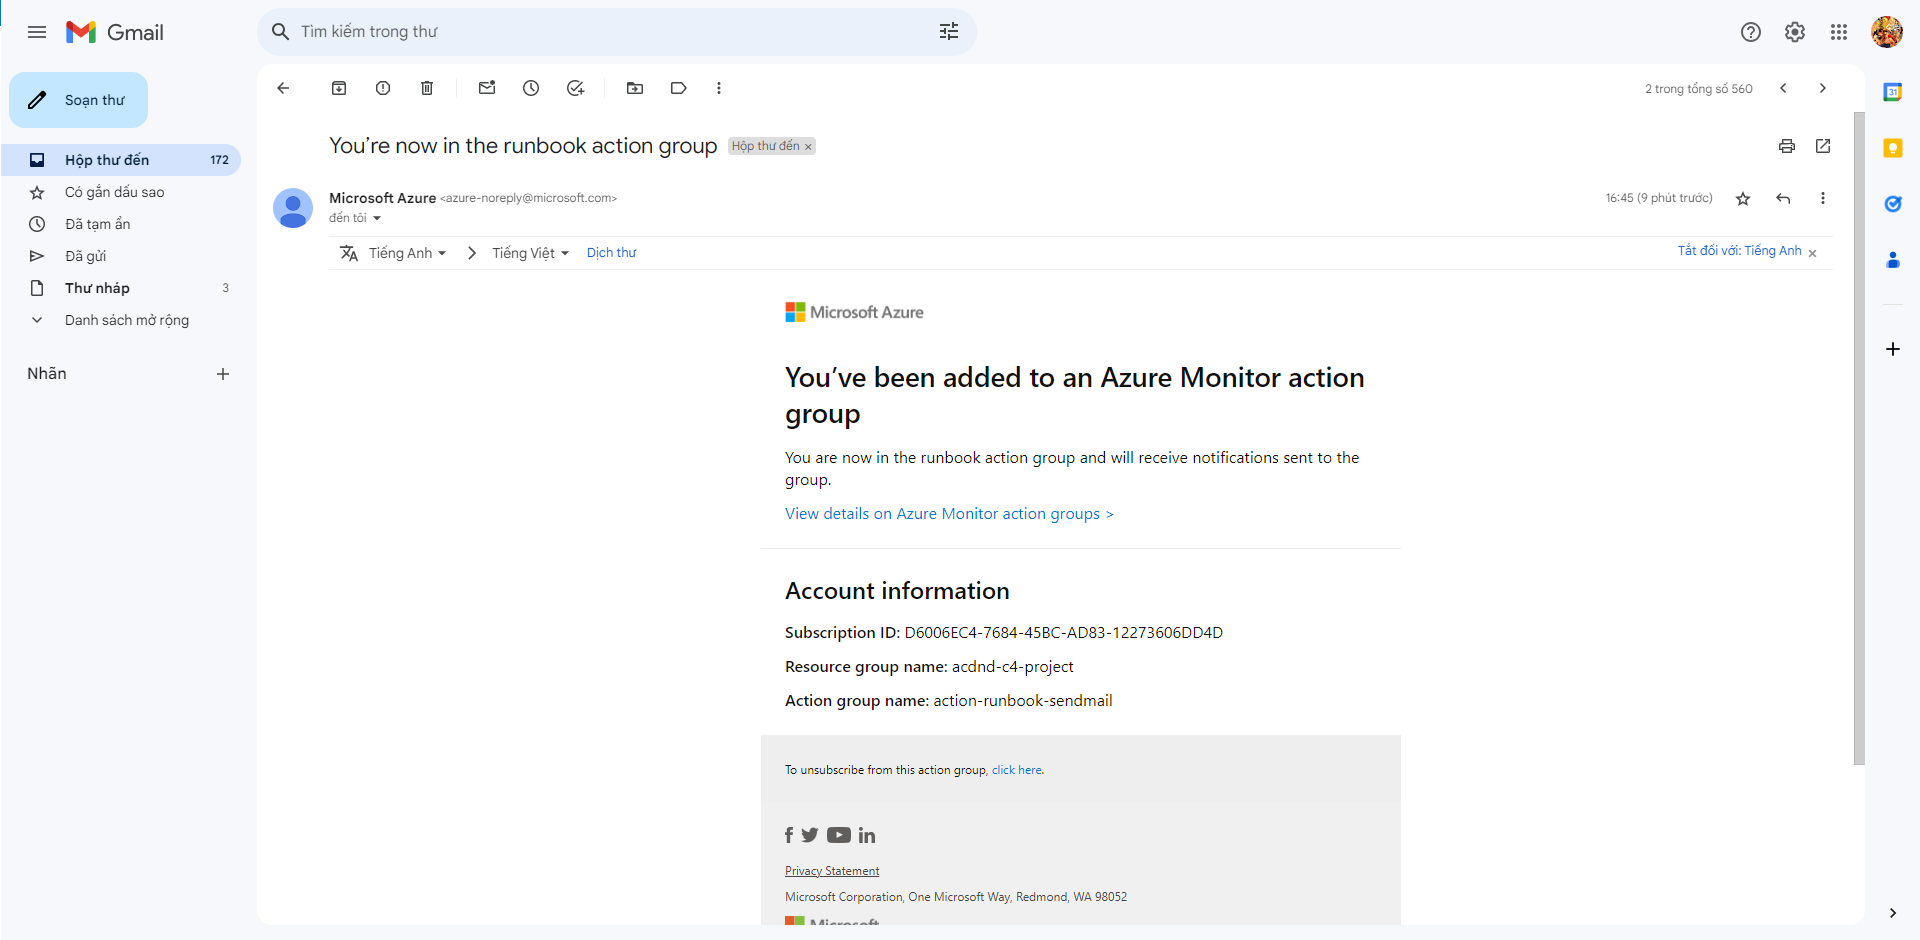 Gmail
Tìm kiếm trong thư
Soạn thư
Hộp thư đến 172
Có gắn dấu sao
Đã tạm ẩn
Đã gửi
Thư nháp 3
Danh sách mở rộng
Nhãn
2 trong tổng số 560
You’re now in the runbook action group Hộp thư đến ×
Microsoft Azure <azure-noreply@microsoft.com>
16:45 (9 phút trước)
đến tôi
Tiếng Anh > Tiếng Việt Dịch thư
Tắt đối với: Tiếng Anh ×
Microsoft Azure
You’ve been added to an Azure Monitor action
group
You are now in the runbook action group and will receive notifications sent to the
group.
View details on Azure Monitor action groups >
Account information
Subscription ID: D6006EC4-7684-45BC-AD83-12273606DD4D
Resource group name: acdnd-c4-project
Action group name: action-runbook-sendmail
To unsubscribe from this action group, click here.
Privacy Statement
Microsoft Corporation, One Microsoft Way, Redmond, WA 98052
Microsoft
31